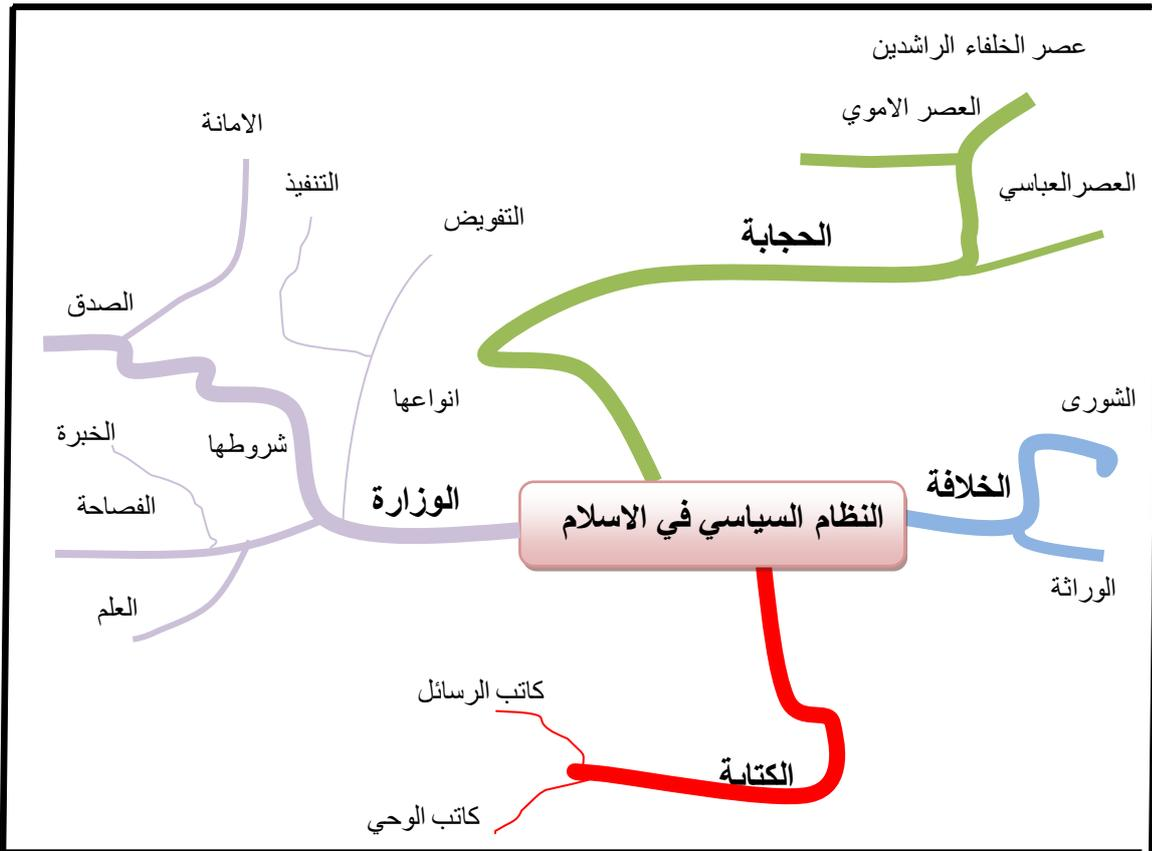 عصر الخلفاء الراشدين
العصر الاموي
العصرالعباسي
الحجابة
الامانة
التنفيذ
التفويض
الصدق
انواعها
شروطها
الخبرة
الفصاحة
العلم
الوزارة
النظام السياسي في الاسلام
الشورى
الخلافة
الوراثة
كاتب الرسائل
الكتابة
كاتب الوحي